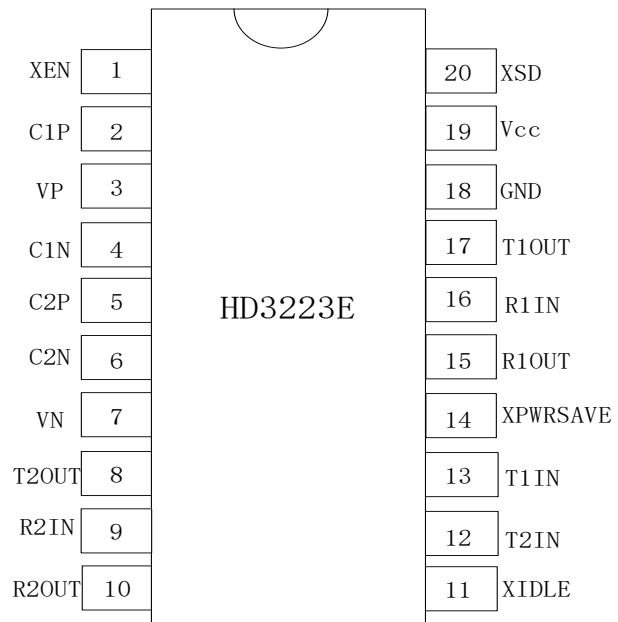 XEN 1 20 XSD
C1P 2 19 Vcc
VP 3 18 GND
C1N 4 17 T1OUT
C2P 5 HD3223E 16 R1IN
C2N 6 15 R1OUT
VN 7 14 XPWRSAVE
T2OUT 8 13 T1IN
R2IN 9 12 T2IN
R2OUT 10 11 XIDLE